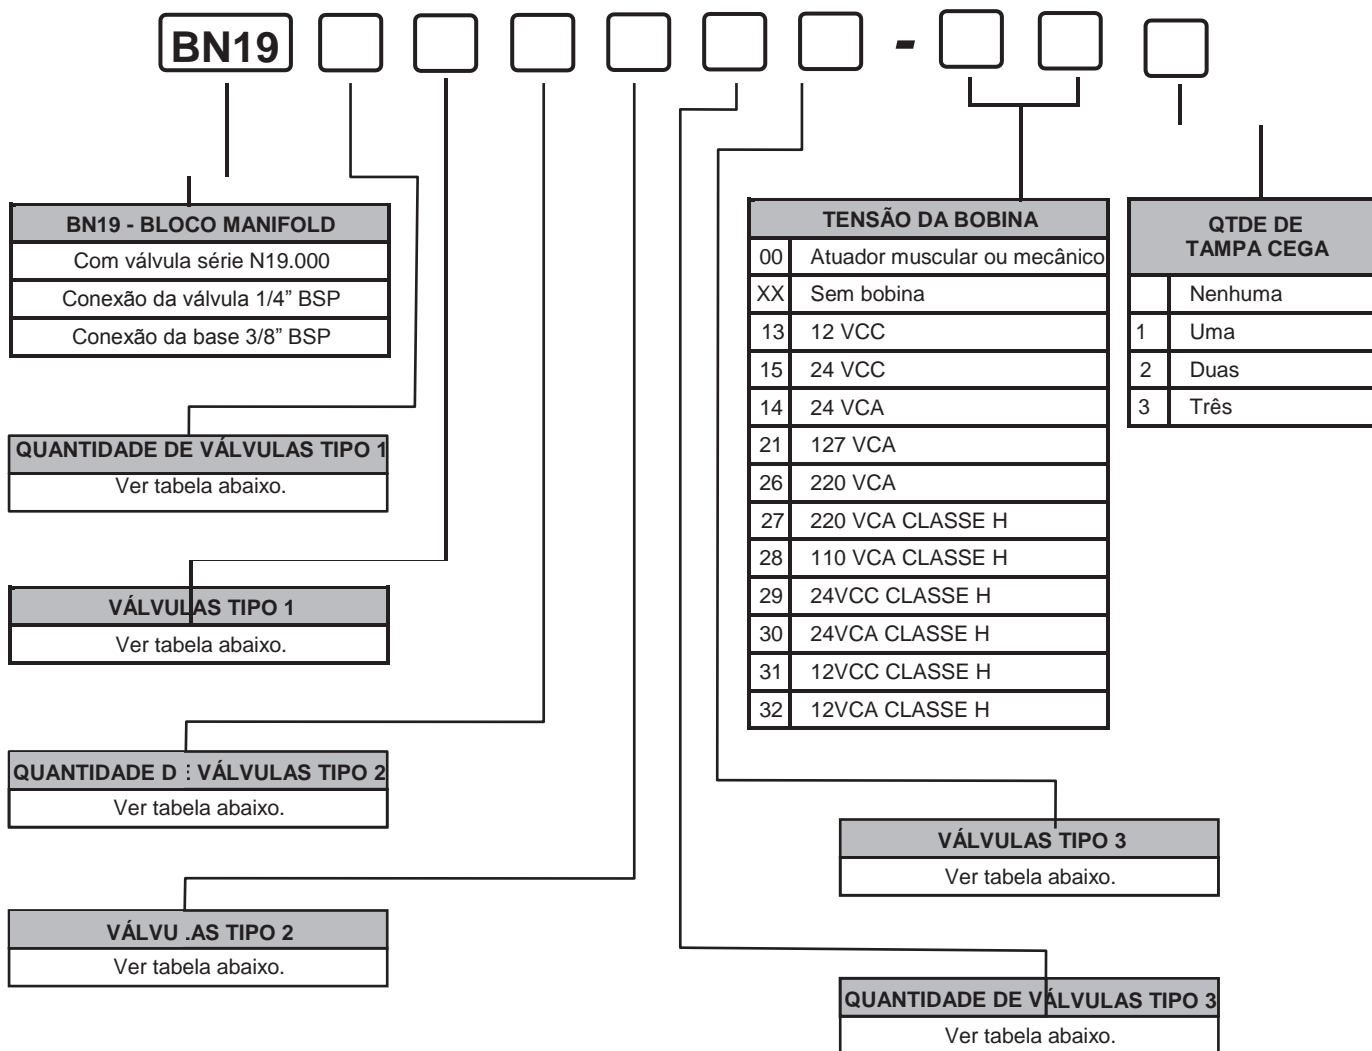 BN19 -
BN19 - BLOCO MANIFOLD
Com válvula série N19.000
Conexão da válvula 1/4” BSP
Conexão da base 3/8” BSP
QUANTIDADE DE VÁLVULAS TIPO 1
Ver tabela abaixo.
VÁLVULAS TIPO 1
Ver tabela abaixo.
QUANTIDADE D : VÁLVULAS TIPO 2
Ver tabela abaixo.
VÁLVU .AS TIPO 2
Ver tabela abaixo.
TENSÃO DA BOBINA
00 Atuador muscular ou mecânico
XX Sem bobina
13 12 VCC
15 24 VCC
14 24 VCA
21 127 VCA
26 220 VCA
27 220 VCA CLASSE H
28 110 VCA CLASSE H
29 24VCC CLASSE H
30 24VCA CLASSE H
31 12VCC CLASSE H
32 12VCA CLASSE H
QTDE DE
TAMPA CEGA
Nenhuma
1 Uma
2 Duas
3 Três
VÁLVULAS TIPO 3
Ver tabela abaixo.
QUANTIDADE DE VÁLVULAS TIPO 3
Ver tabela abaixo.